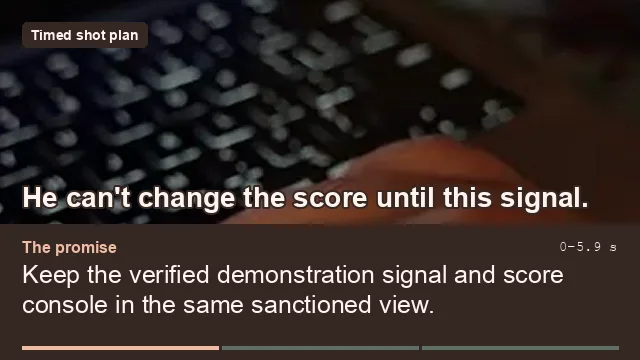 Timed shot plan
He can't change the score until this signal.
The promise
0–5.9 s
Keep the verified demonstration signal and score
console in the same sanctioned view.